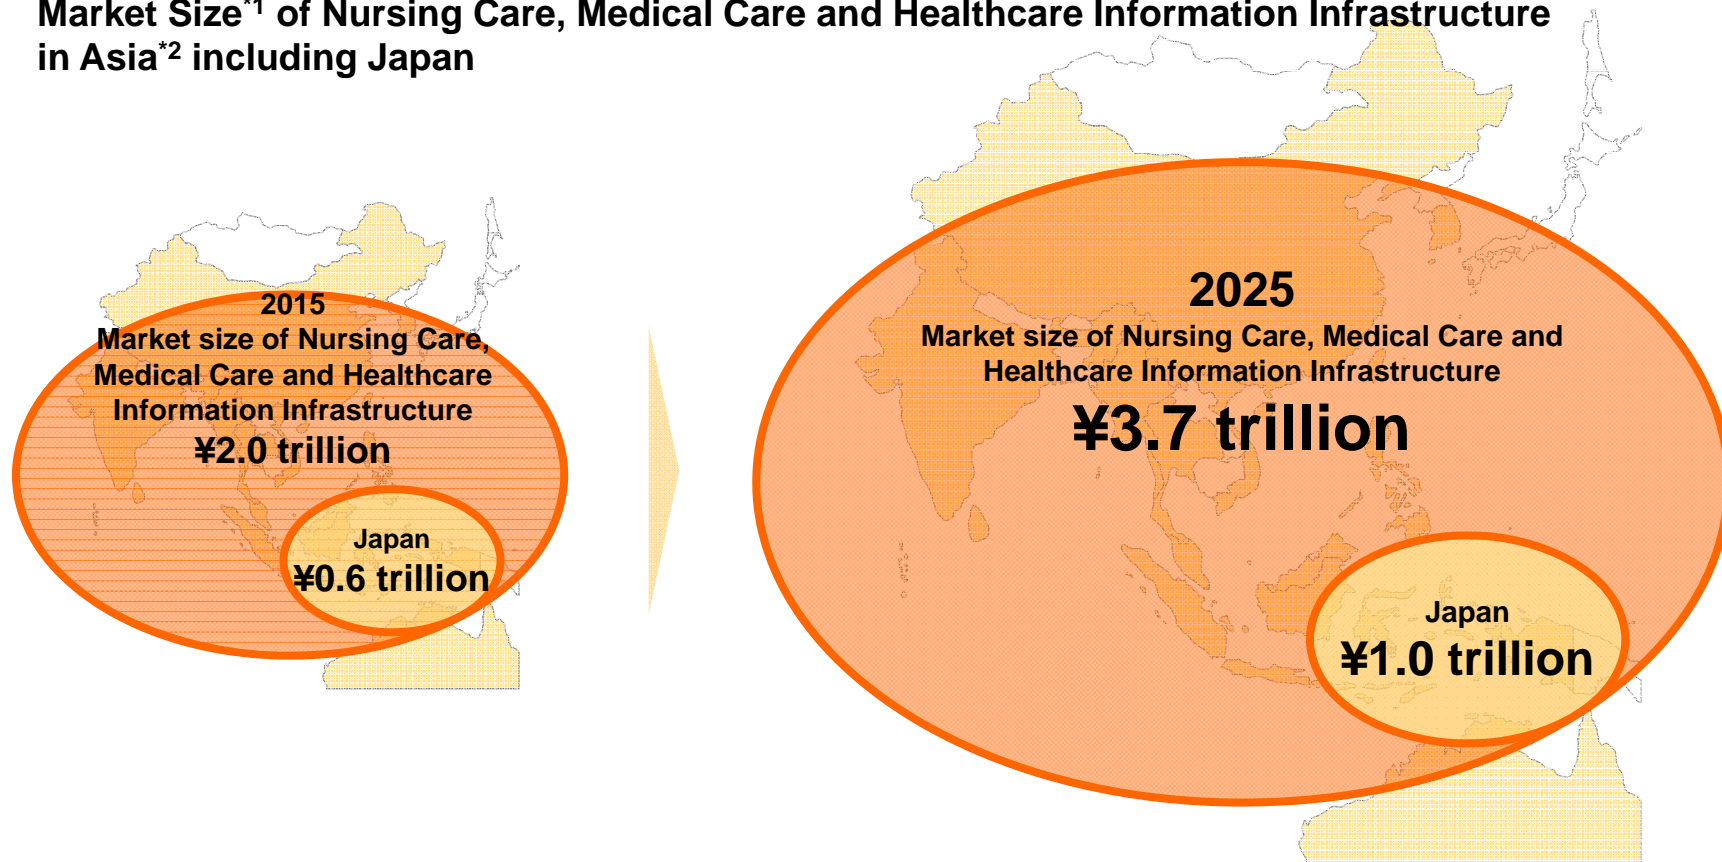 Market Size*1 of Nursing Care, Medical Care and Healthcare Information Infrastructure
in Asia*2 including Japan
2015
Market size of Nursing Care,
Medical Care and Healthcare
Information Infrastructure
¥2.0 trillion
Japan
¥0.6 trillion
2025
Market size of Nursing Care, Medical Care and
Healthcare Information Infrastructure
¥3.7 trillion
Japan
¥1.0 trillion